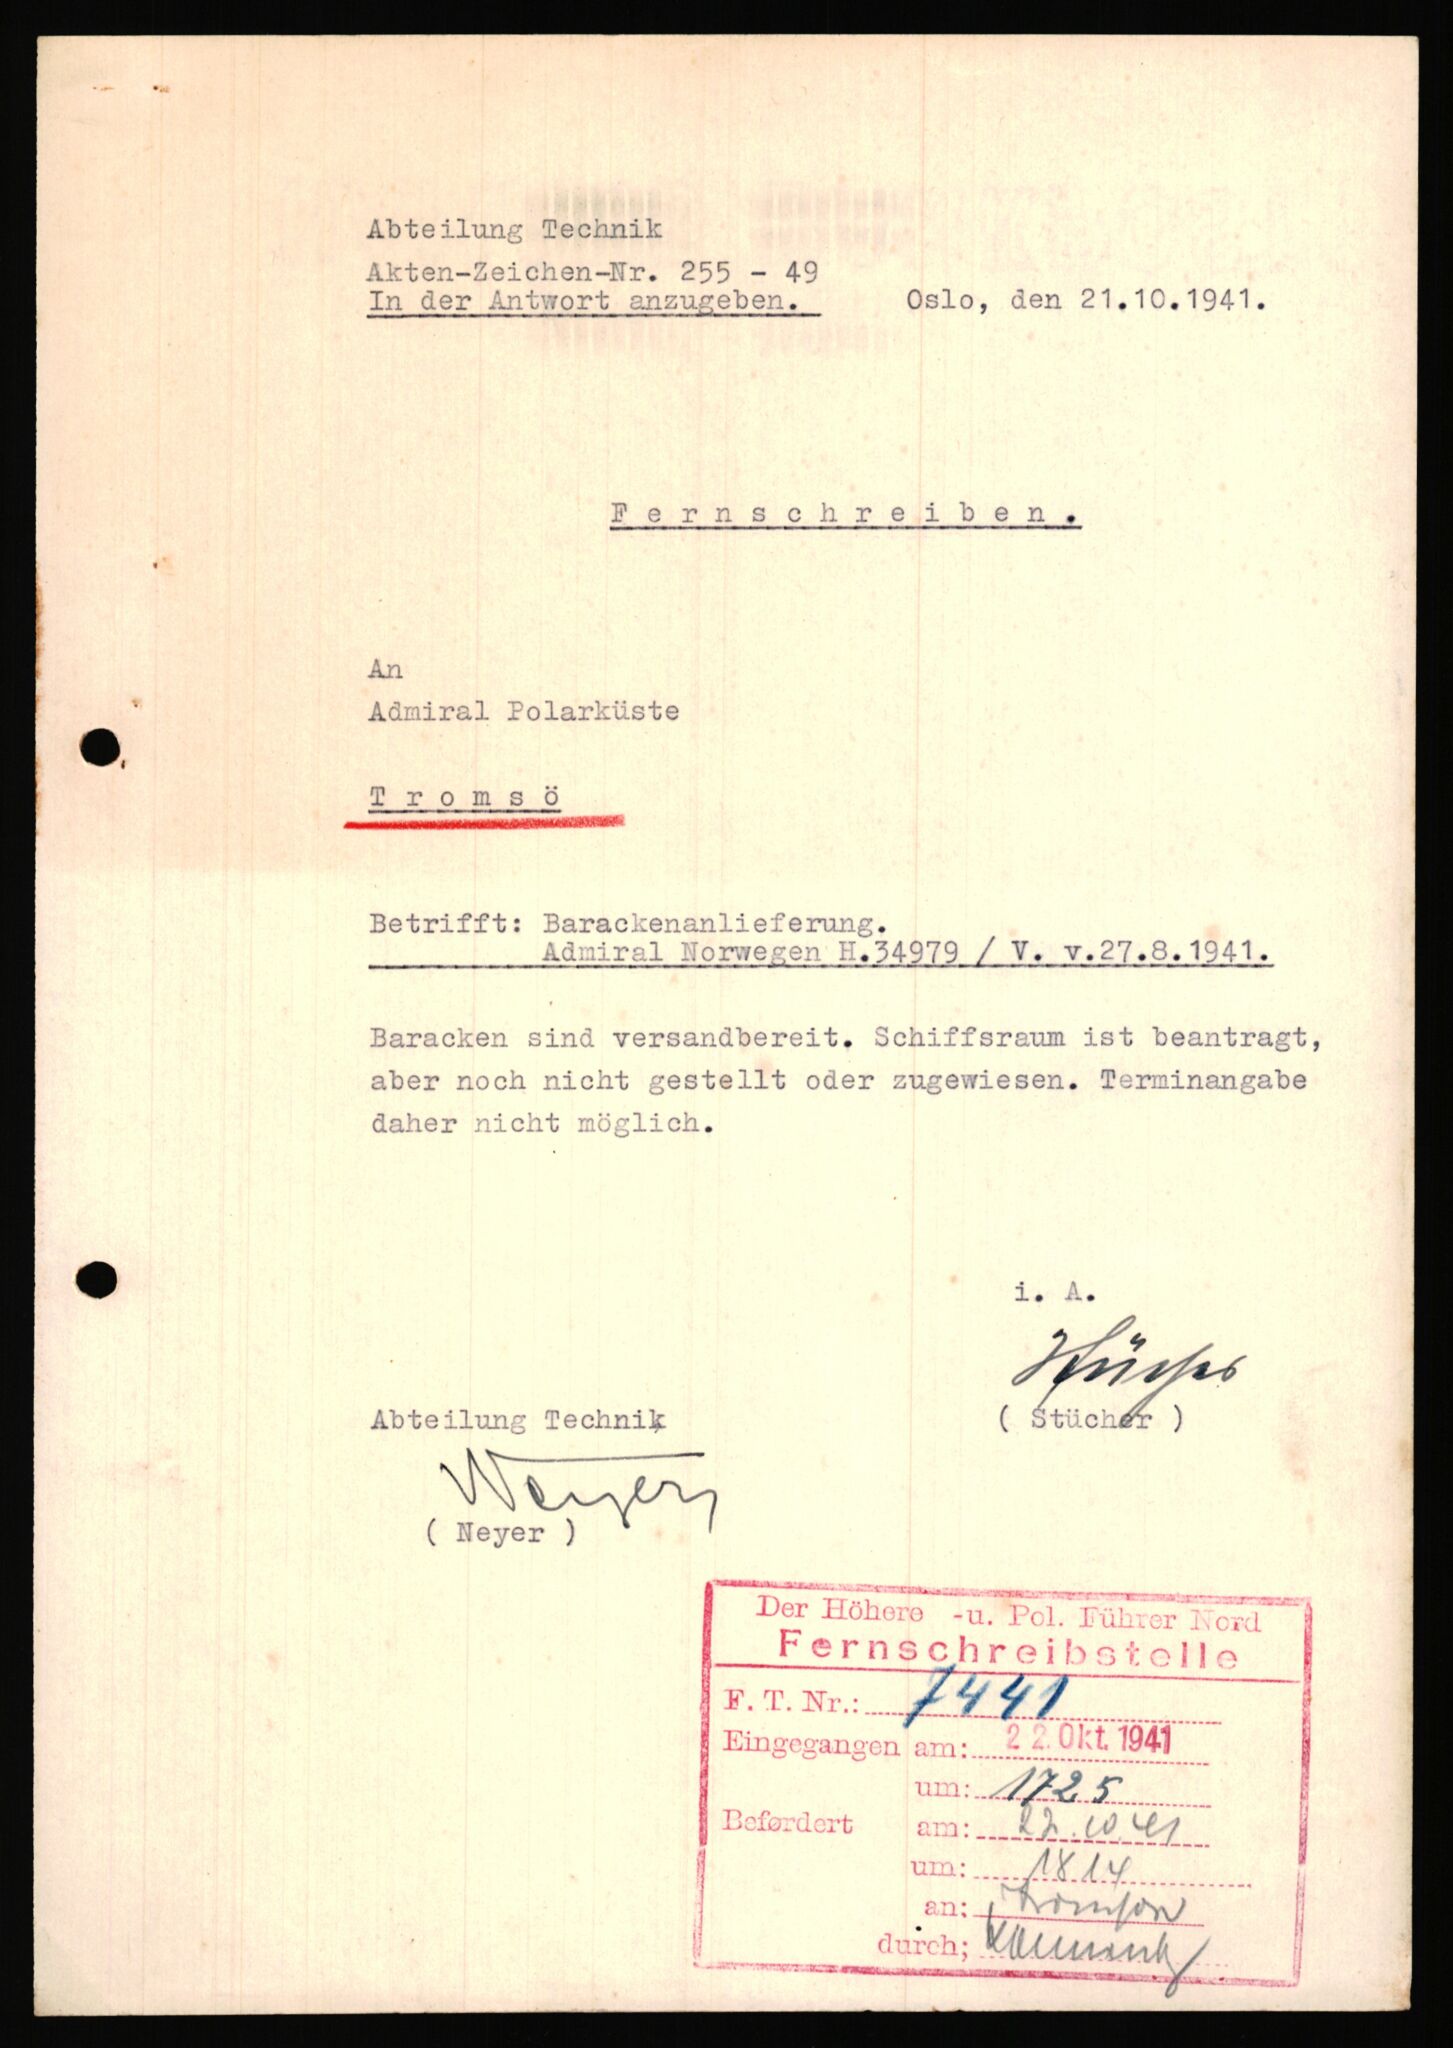 Abteilung Technik
Akten-Zeichen-Nr. 255 - 49
In der Antwort anzugeben. Oslo, den 21.10.1941.
Fernschreiben.
An
Admiral Polarküste
Tromsö
Betrifft: Barackenanlieferung.
Admiral Norwegen H.34979 / V. v.27.8.1941.
Baracken sind versandbereit. Schiffsraum ist beantragt,
aber noch nicht gestellt oder zugewiesen. Terminangabe
daher nicht möglich.
i. A.
Stücher
Abteilung Technik ( Stücher )
Neyer
( Neyer )
Der Höhere -u. Pol. Führer Nord
Fernschreibstelle
F. T. Nr.: 7441
Eingegangen am: 22. Okt. 1941
um: 1725
Befördert am: 22.10.41
um: 1814
an:
durch;